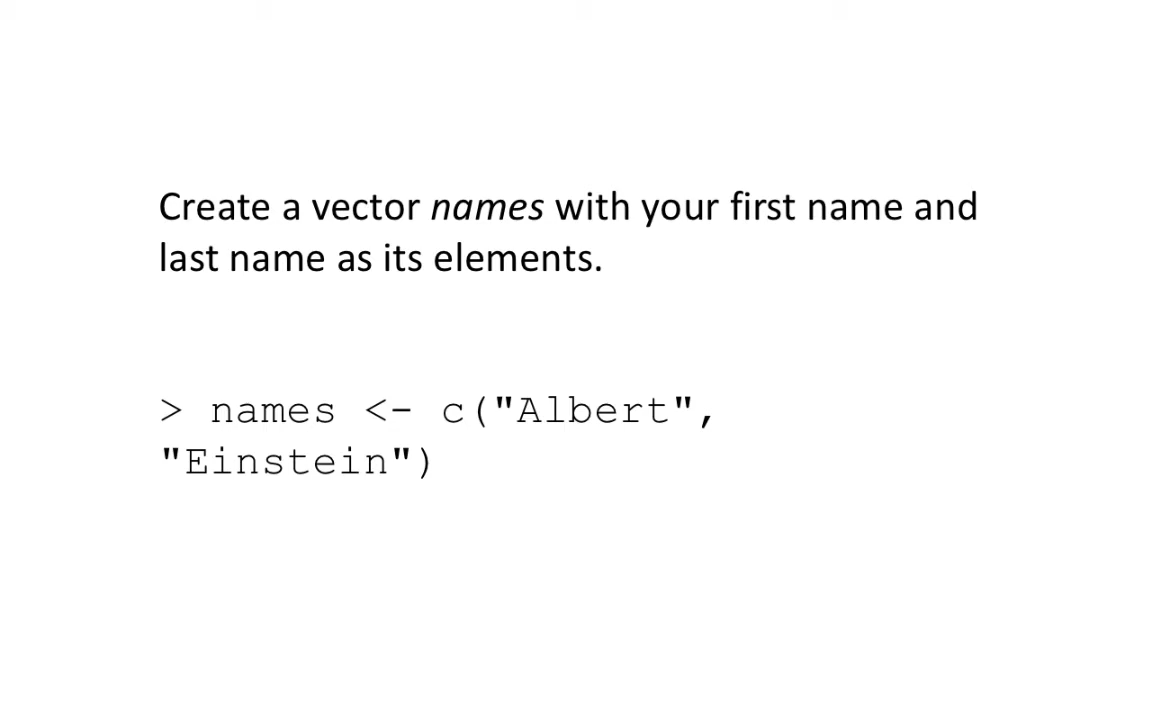 Create a vector names with your first name and
last name as its elements.
> names <- c("Albert",
"Einstein")